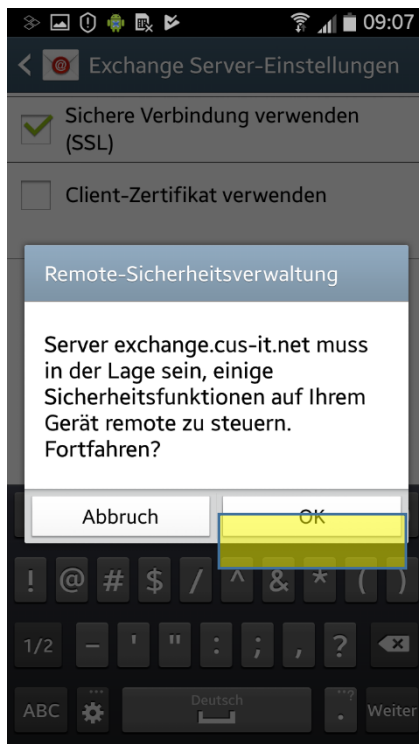 09:07
Exchange Server-Einstellungen
Sichere Verbindung verwenden
(SSL)
Client-Zertifikat verwenden
Remote-Sicherheitsverwaltung
Server exchange.cus-it.net muss
in der Lage sein, einige
Sicherheitsfunktionen auf Ihrem
Gerät remote zu steuern.
Fortfahren?
Abbruch OK
! @ # $ / ^ & * ( )
1/2 - ' " : ; , ?
ABC Deutsch . Weiter